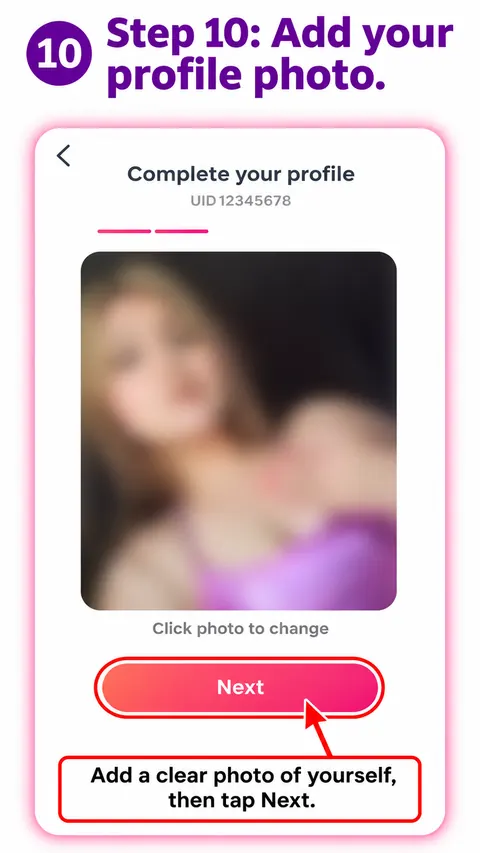 10
Step 10: Add your
profile photo.
Complete your profile
UID 12345678
Click photo to change
Next
Add a clear photo of yourself,
then tap Next.